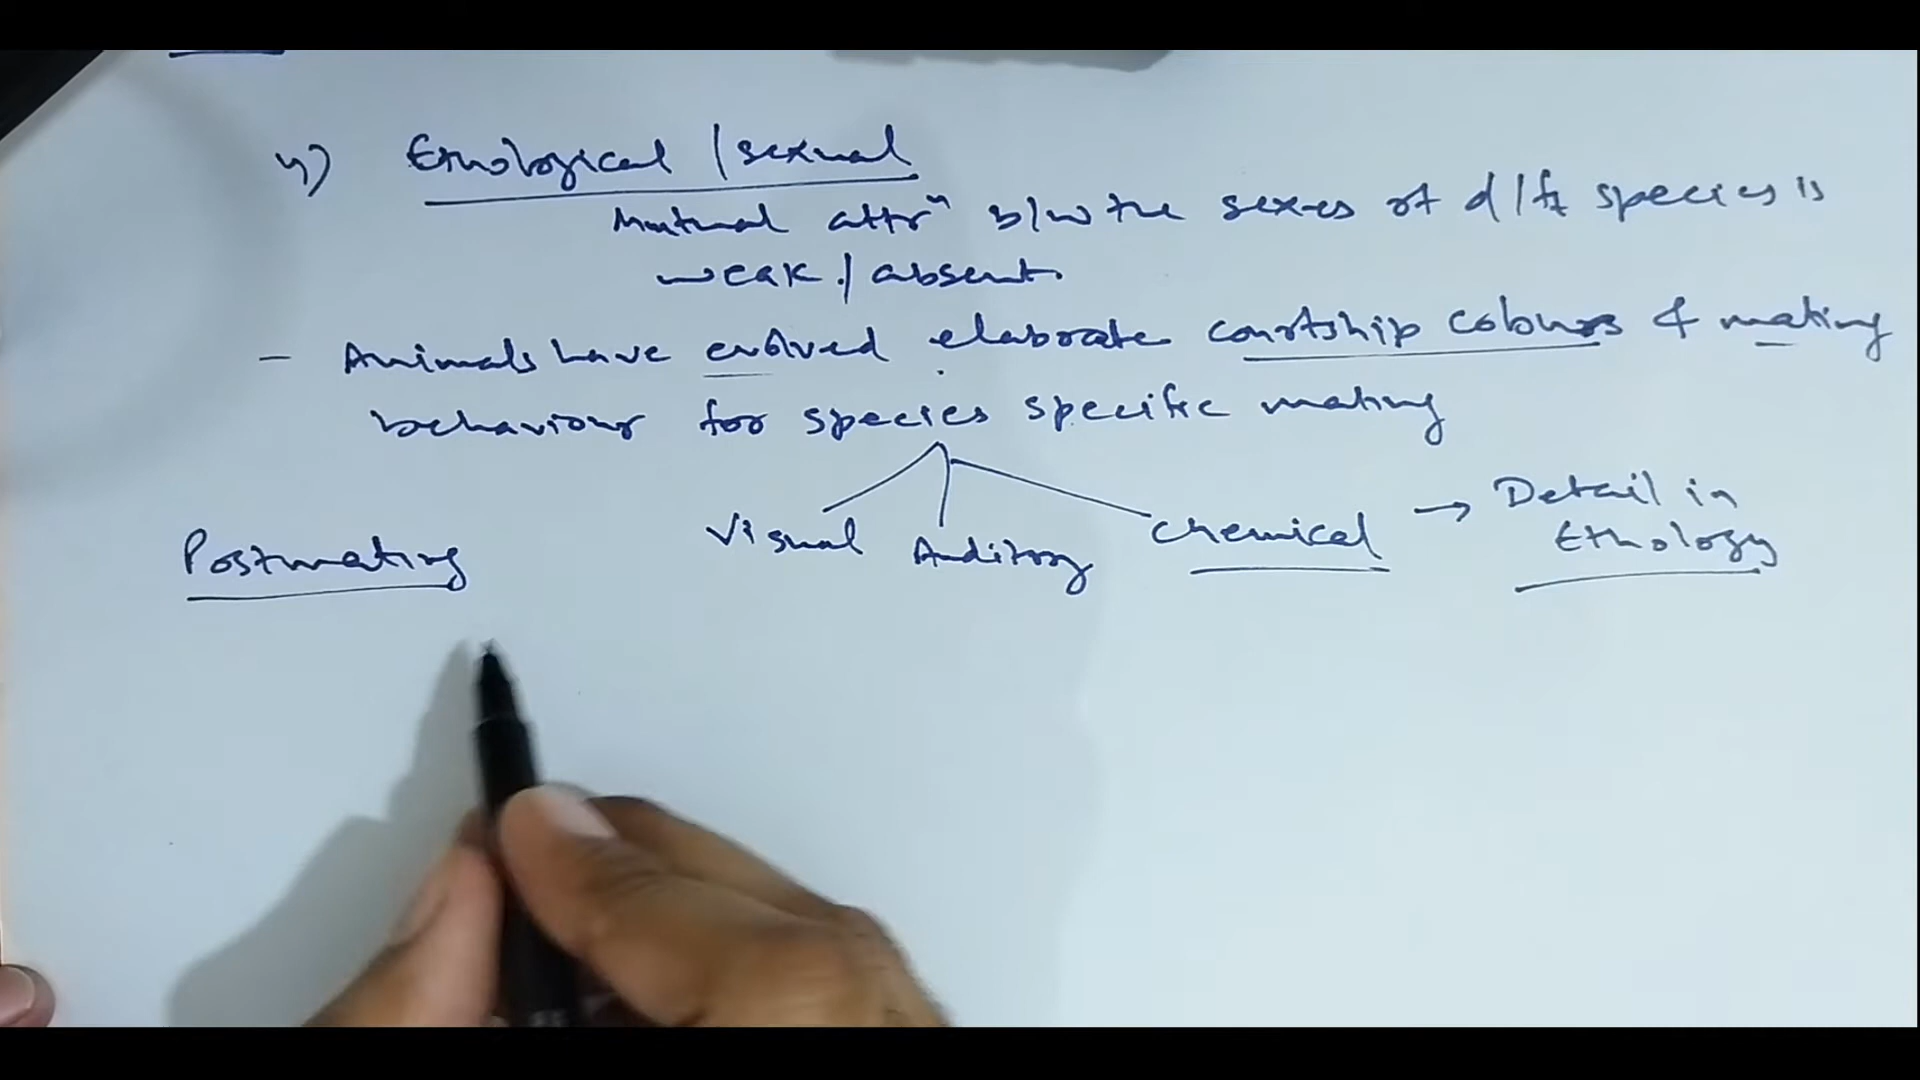 4) Ethological / sexual
Mutual attrⁿ b/w the sexes of d/ft species is
weak / absent.
- Animals have evolved elaborate courtship colours & mating
behaviour for species specific mating
Visual Auditory Chemical → Detail in
Ethology
Postmating